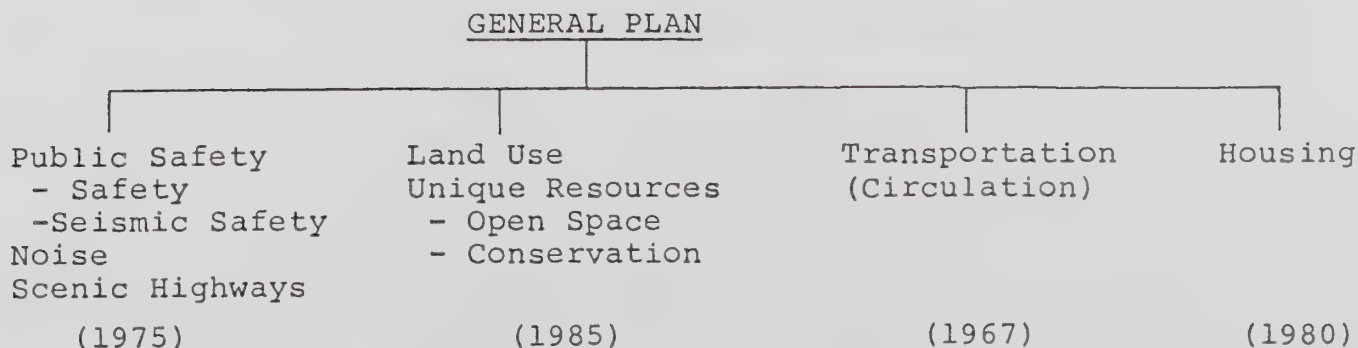 GENERAL PLAN
Public Safety
- Safety
-Seismic Safety
Noise
Scenic Highways
(1975)
Land Use
Unique Resources
- Open Space
- Conservation
(1985)
Transportation
(Circulation)
(1967)
Housing
(1980)